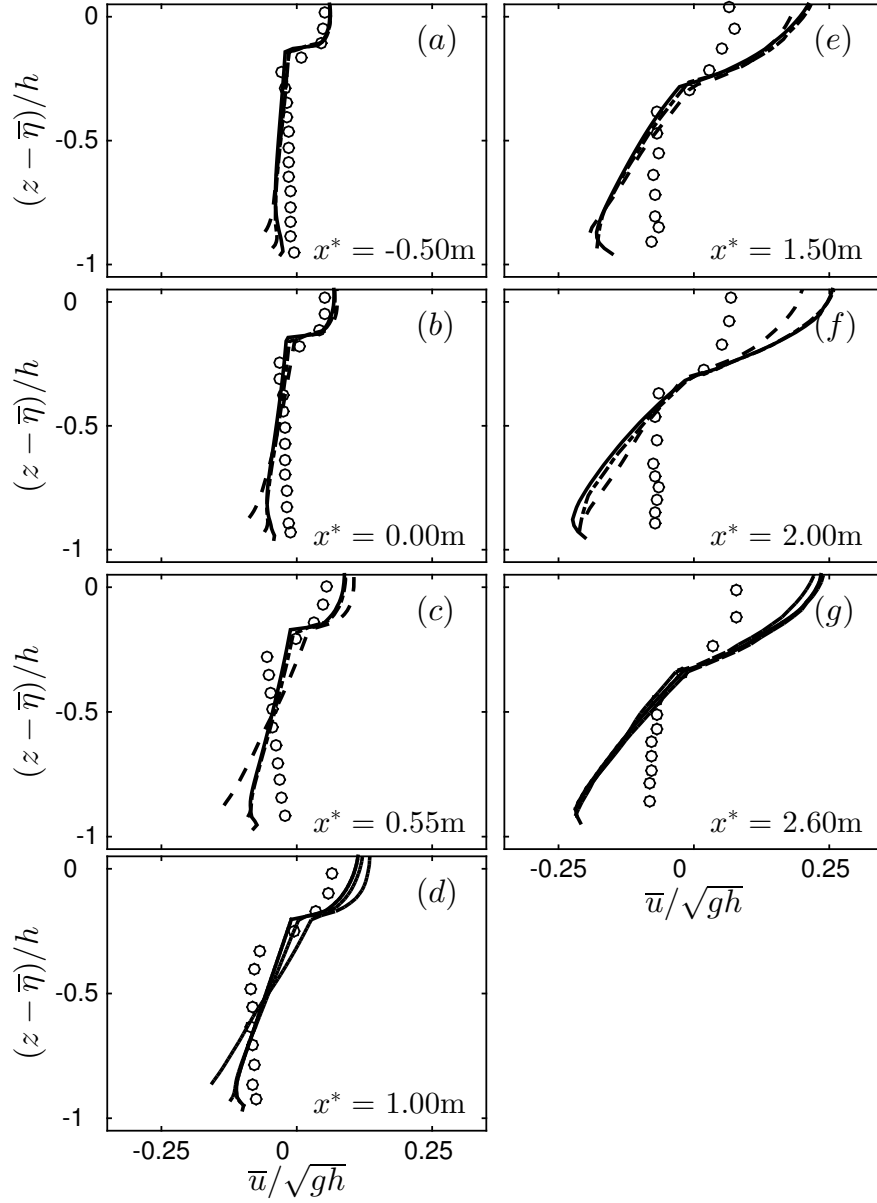 0
(a)
(z − η̅)/h
-0.5
-1
x* = -0.50m
(e)
x* = 1.50m
0
(b)
(z − η̅)/h
-0.5
-1
x* = 0.00m
(f)
x* = 2.00m
0
(c)
(z − η̅)/h
-0.5
-1
x* = 0.55m
(g)
x* = 2.60m
-0.25 0 0.25
u̅/√gh
0
(d)
(z − η̅)/h
-0.5
-1
x* = 1.00m
-0.25 0 0.25
u̅/√gh